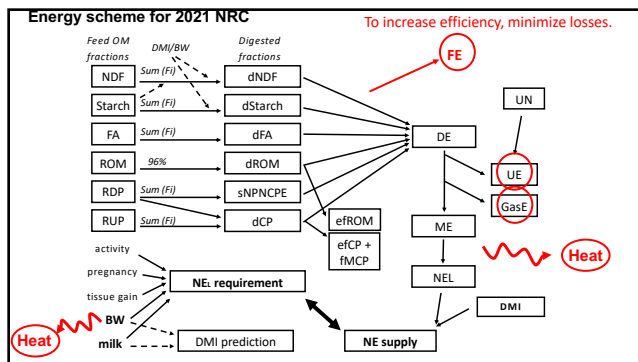 Energy scheme for 2021 NRC
To increase efficiency, minimize losses.
Feed OM
fractions
DMI/BW
Digested
fractions
FE
NDF
Sum (Fi)
dNDF
Starch
Sum (Fi)
dStarch
UN
FA
Sum (Fi)
dFA
DE
ROM
96%
dROM
UE
RDP
Sum (Fi)
sNPNCPE
GasE
RUP
Sum (Fi)
dCP
efROM
ME
efCP +
fMCP
activity
Heat
pregnancy
NEL requirement
NEL
tissue gain
DMI
BW
Heat
milk
DMI prediction
NE supply